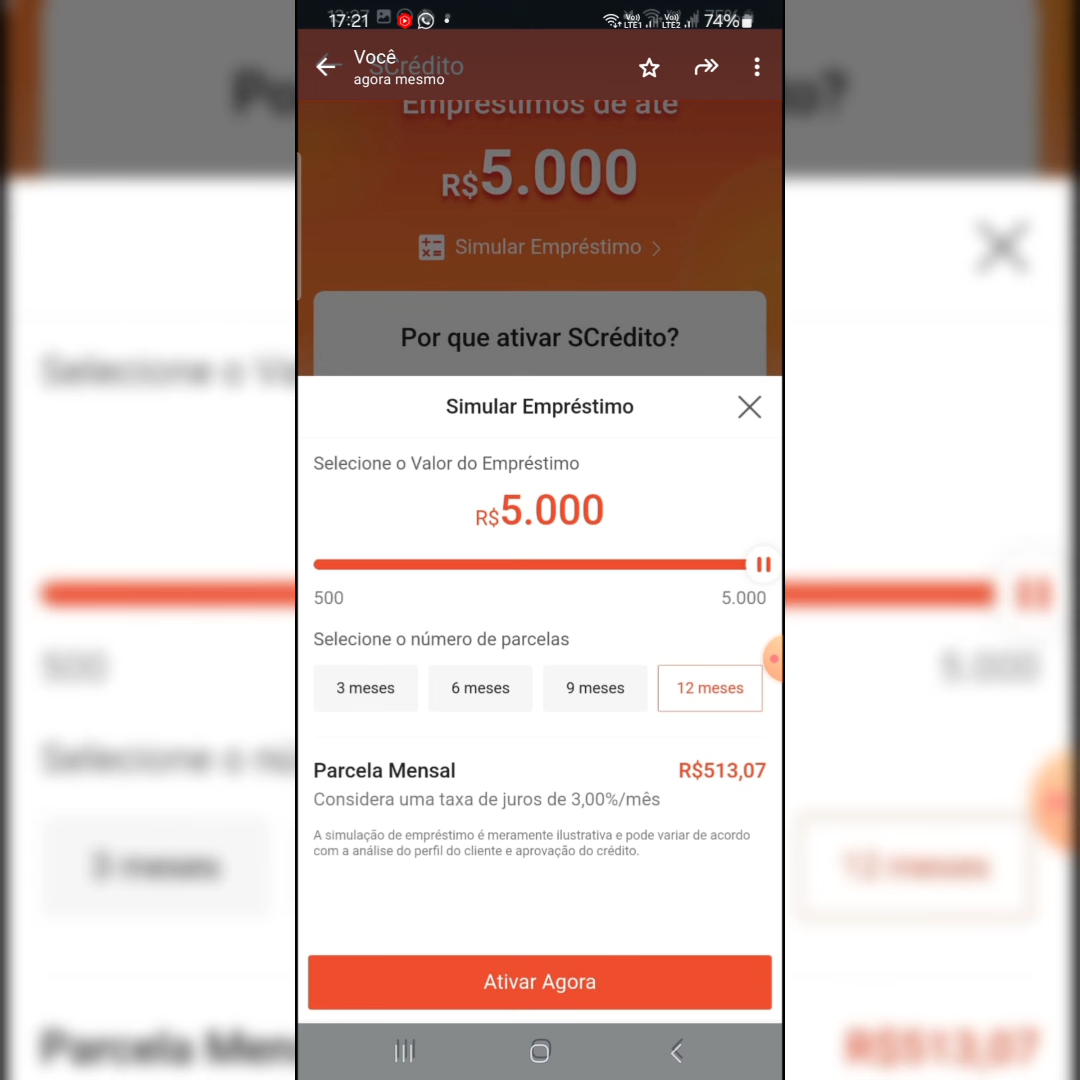 17:21
74%
Você
SCrédito
agora mesmo
Empréstimos de até
R$5.000
Simular Empréstimo
Por que ativar SCrédito?
Simular Empréstimo
Selecione o Valor do Empréstimo
R$5.000
500 5.000
Selecione o número de parcelas
3 meses 6 meses 9 meses 12 meses
Parcela Mensal R$513,07
Considera uma taxa de juros de 3,00%/mês
A simulação de empréstimo é meramente ilustrativa e pode variar de acordo
com a análise do perfil do cliente e aprovação do crédito.
Ativar Agora